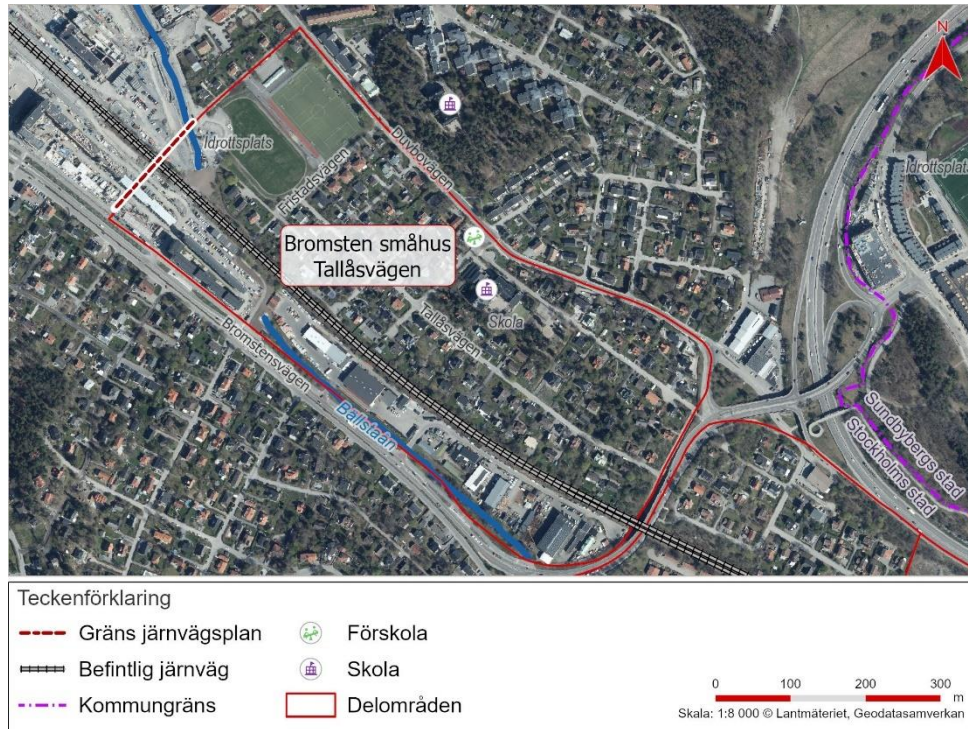 N
Idrottsplats
Idrottsplats
Duvbovägen
Fristadsvägen
Bromsten småhus
Tallåsvägen
Skola
Tallåsvägen
Bromstensvägen
Bällstaån
Sundbybergs stad
Stockholms stad
Teckenförklaring
Gräns järnvägsplan
Förskola
Befintlig järnväg
Skola
Kommungräns
Delområden
0 100 200 300
m
Skala: 1:8 000 © Lantmäteriet, Geodatasamverkan